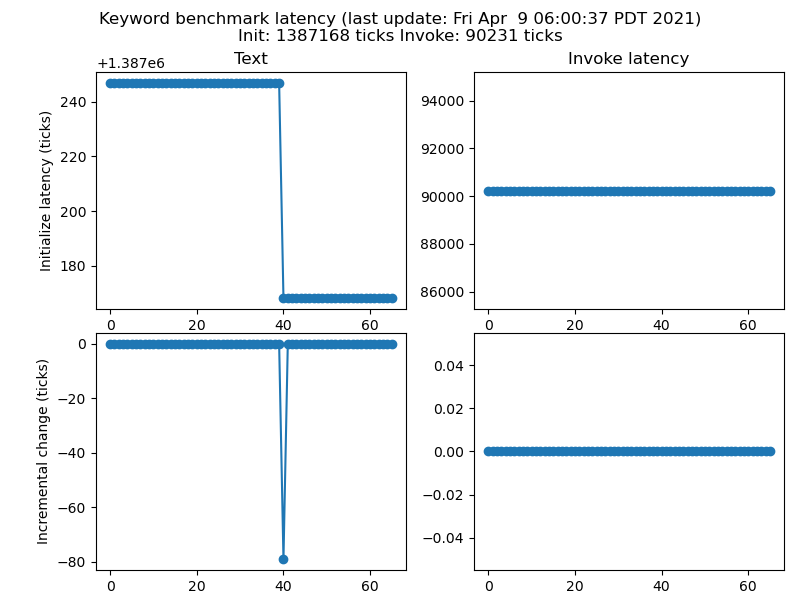 Keyword benchmark latency (last update: Fri Apr  9 06:00:37 PDT 2021)
Init: 1387168 ticks Invoke: 90231 ticks
Text
+1.387e6
240
220
200
180
Initialize latency (ticks)
0 20 40 60
Invoke latency
94000
92000
90000
88000
86000
0 20 40 60
0
−20
−40
−60
−80
Incremental change (ticks)
0 20 40 60
0.04
0.02
0.00
−0.02
−0.04
0 20 40 60